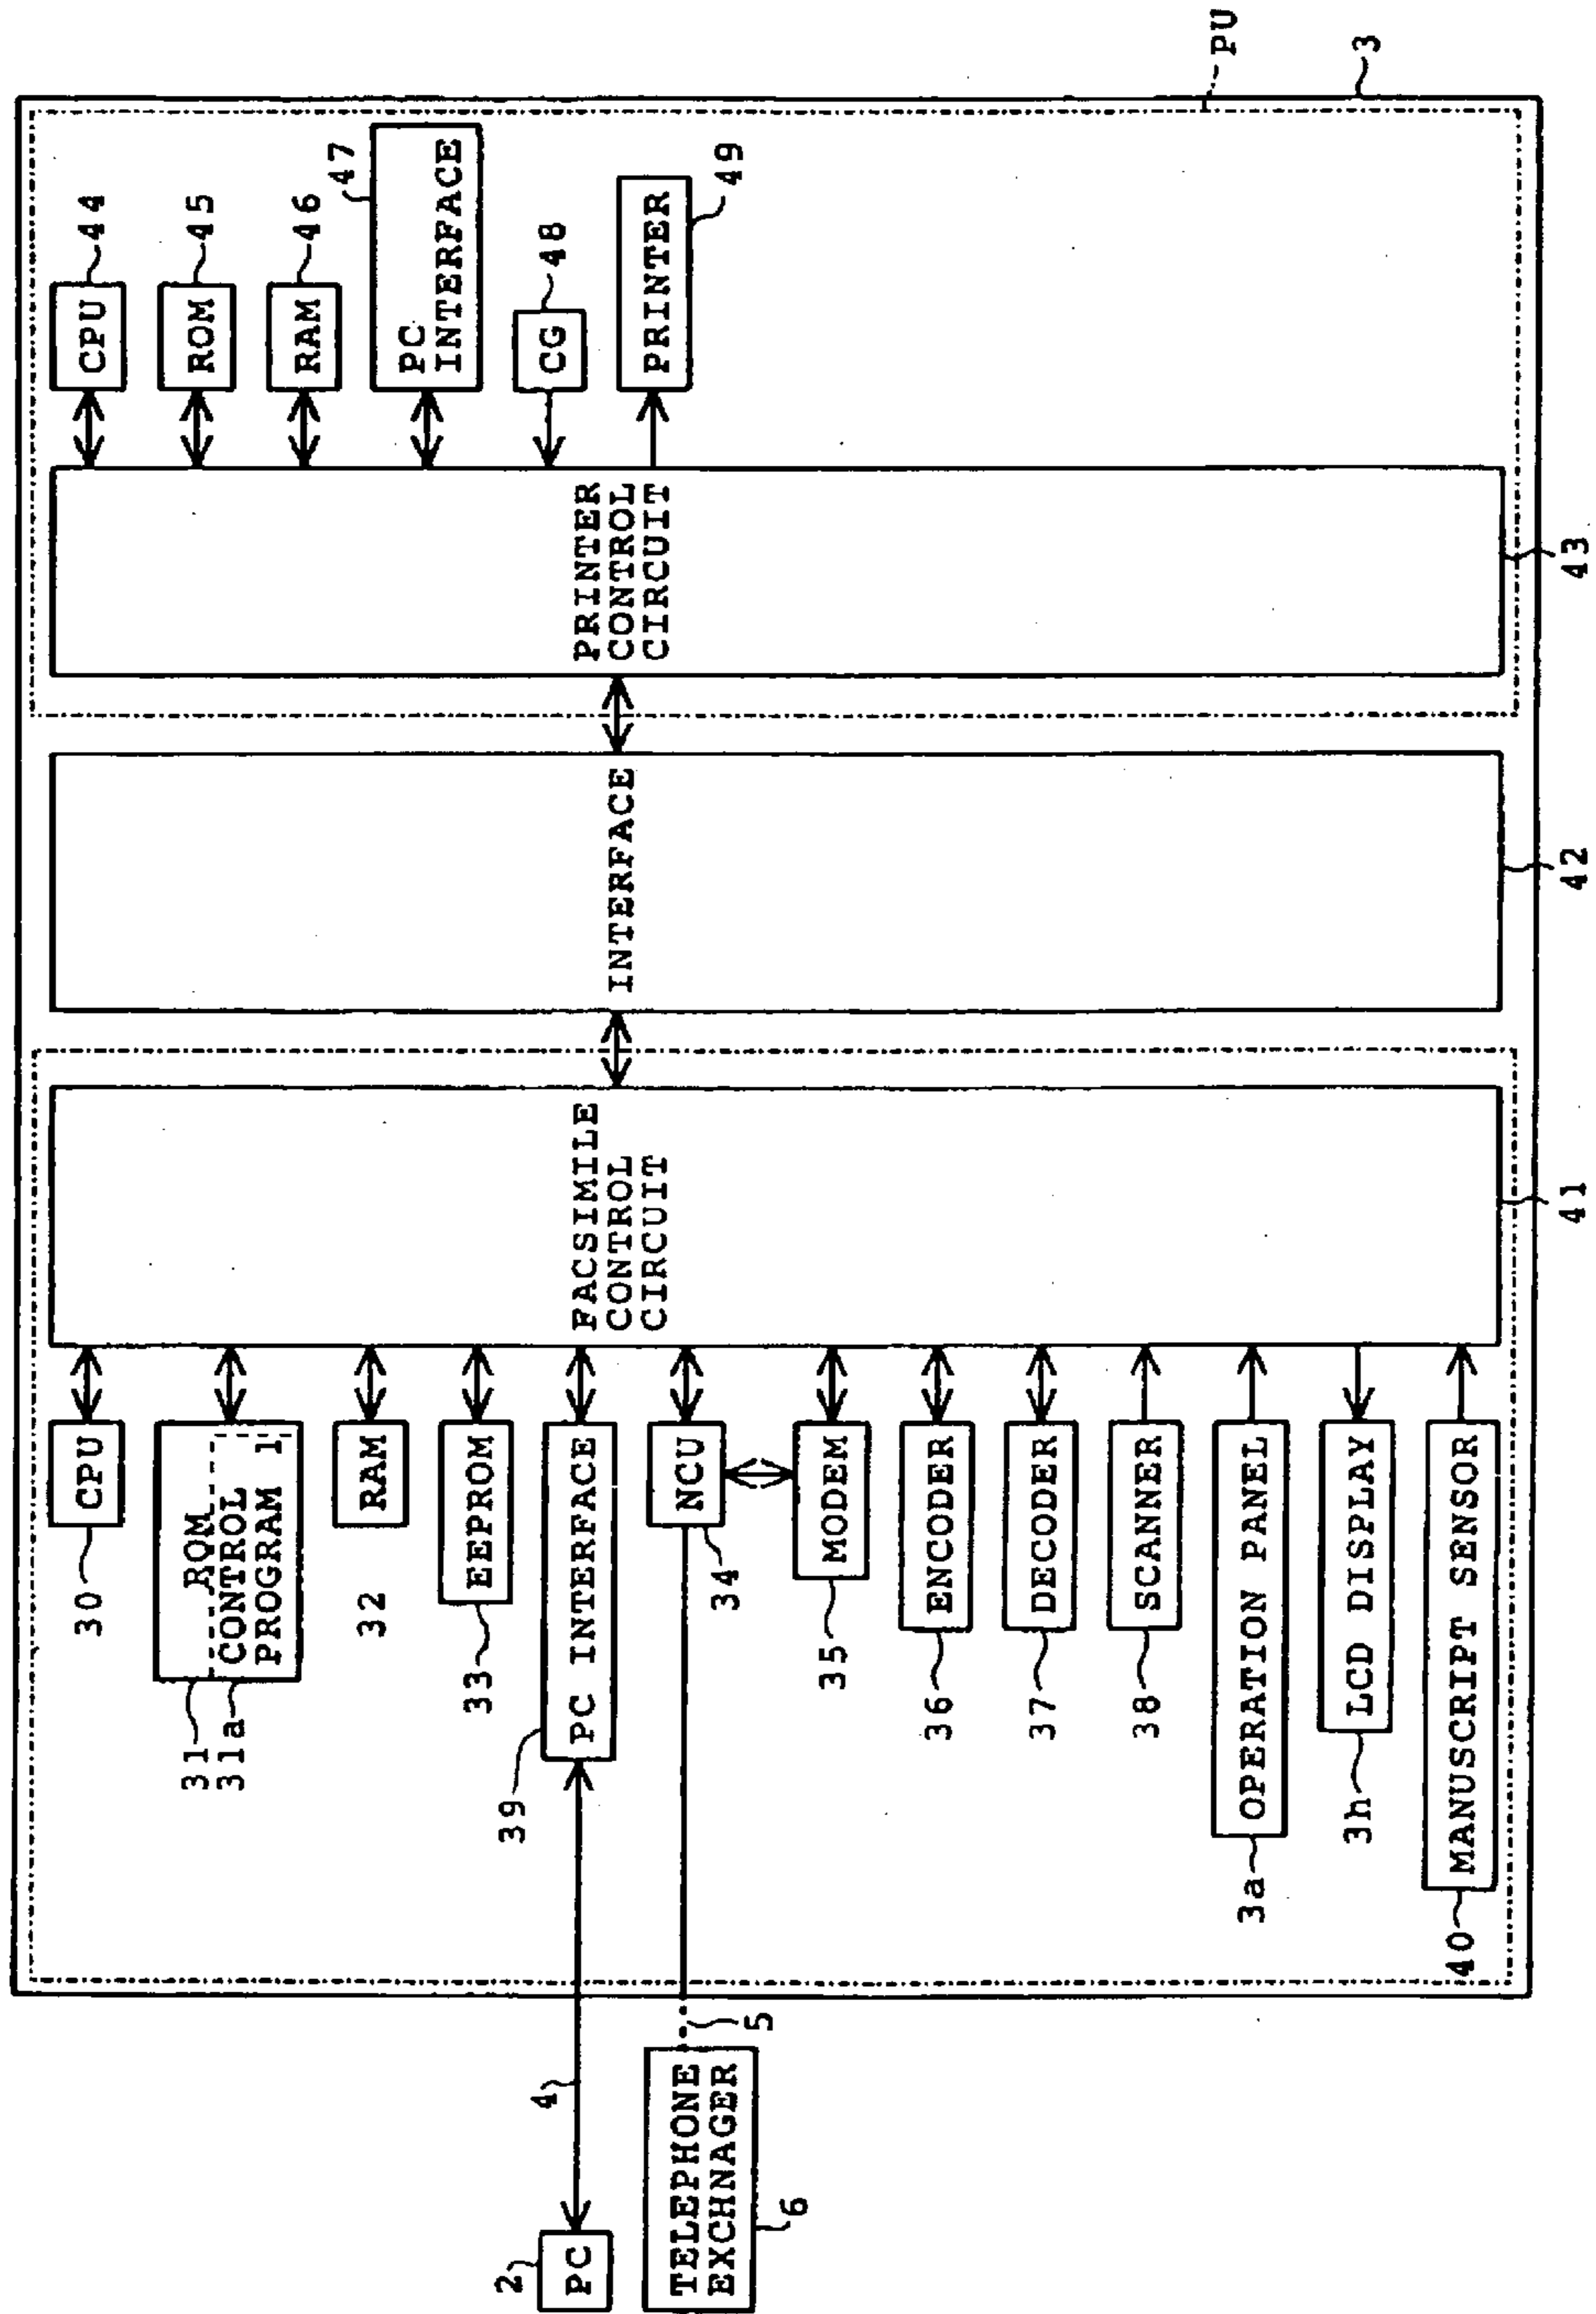 2
PC
4
TELEPHONE
EXCHNAGER
6
5
3
PU
30
CPU
31
31a
ROM
CONTROL
PROGRAM 1
32
RAM
33
EEPROM
39
PC INTERFACE
34
NCU
35
MODEM
36
ENCODER
37
DECODER
38
SCANNER
3a
OPERATION PANEL
3h
LCD DISPLAY
40
MANUSCRIPT SENSOR
FACSIMILE
CONTROL
CIRCUIT
41
INTERFACE
42
PRINTER
CONTROL
CIRCUIT
43
CPU
44
ROM
45
RAM
46
PC
INTERFACE
47
CG
48
PRINTER
49